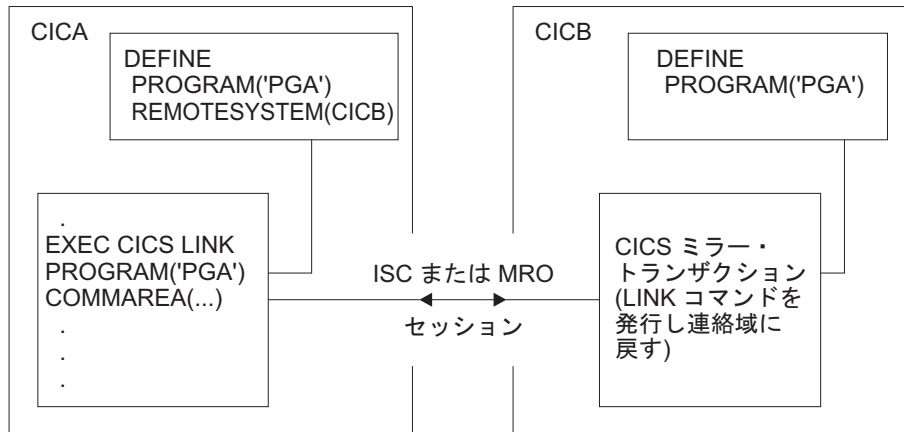 CICA
DEFINE
PROGRAM('PGA')
REMOTESYSTEM(CICB)
.
EXEC CICS LINK
PROGRAM('PGA')
COMMAREA(...)
.
.
.
ISC または MRO
セッション
CICB
DEFINE
PROGRAM('PGA')
CICS ミラー・
トランザクション
(LINK コマンドを
発行し連絡域に
戻す)